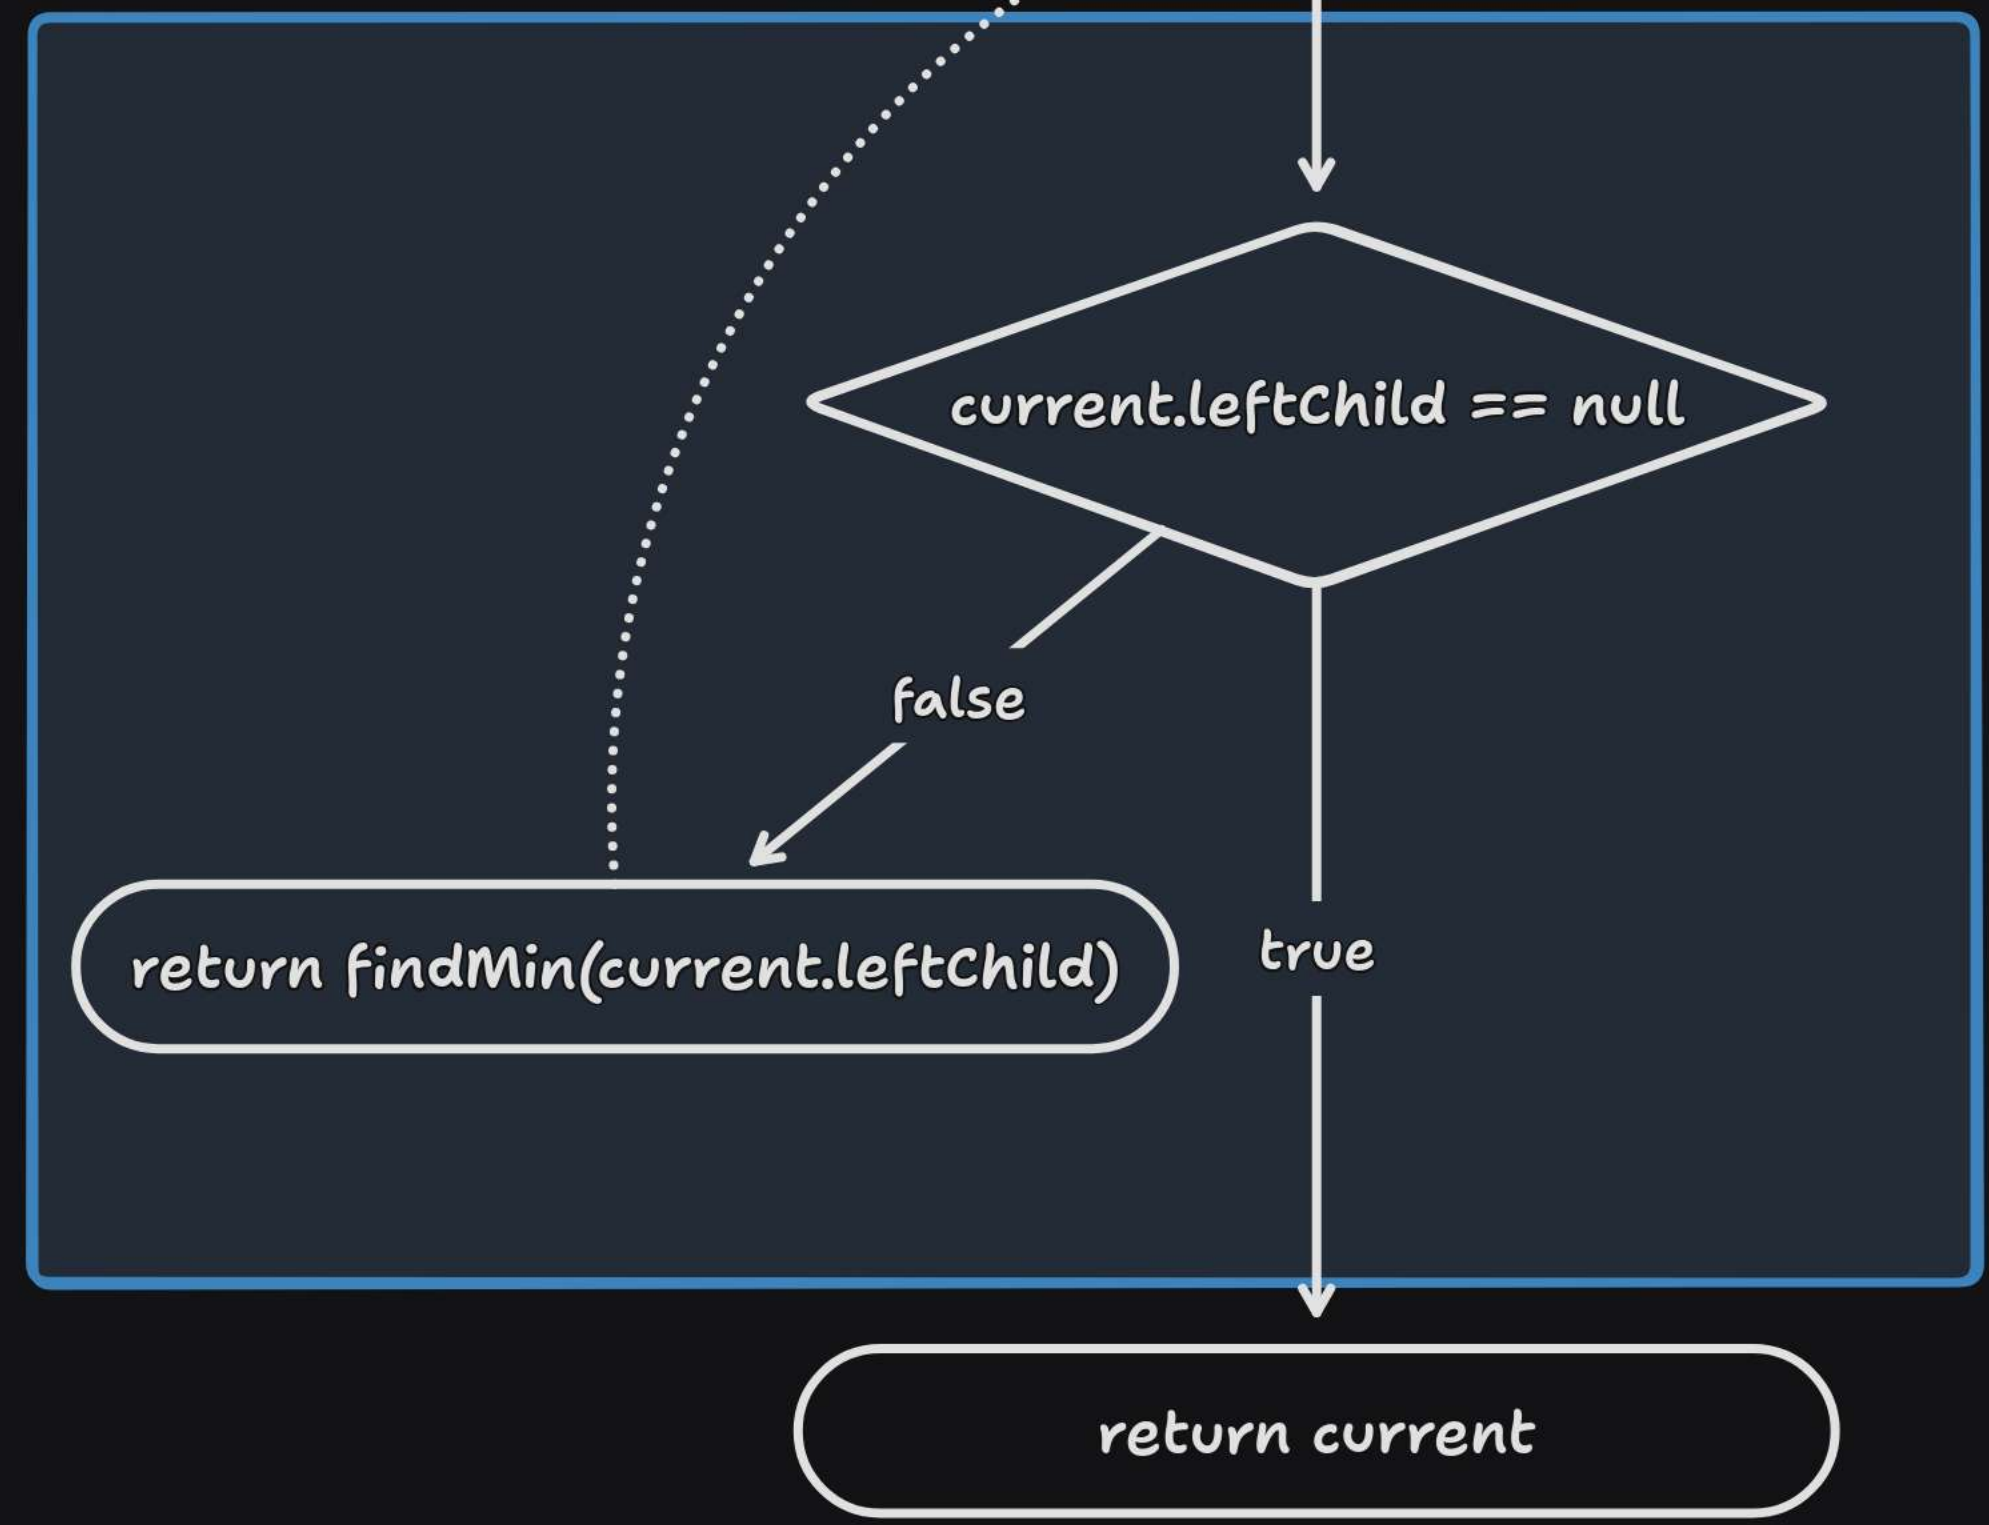 current.leftChild == null
false
return findMin(current.leftChild)
true
return current